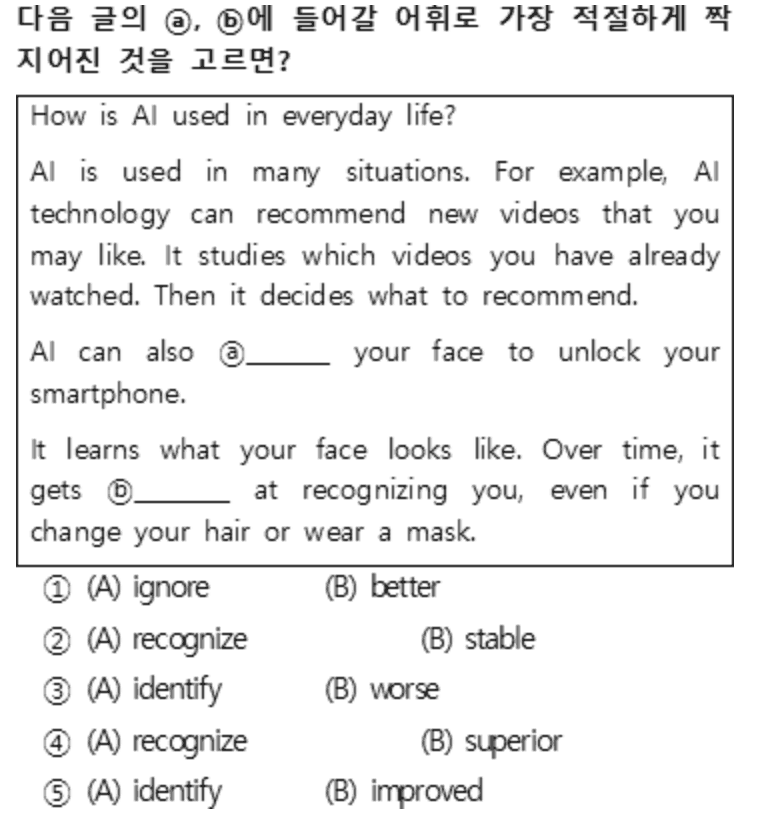 다음 글의 ⓐ, ⓑ에 들어갈 어휘로 가장 적절하게 짝
지어진 것을 고르면?
How is AI used in everyday life?
AI is used in many situations. For example, AI
technology can recommend new videos that you
may like. It studies which videos you have already
watched. Then it decides what to recommend.
AI can also ⓐ______ your face to unlock your
smartphone.
It learns what your face looks like. Over time, it
gets ⓑ_______ at recognizing you, even if you
change your hair or wear a mask.
① (A) ignore (B) better
② (A) recognize (B) stable
③ (A) identify (B) worse
④ (A) recognize (B) superior
⑤ (A) identify (B) improved